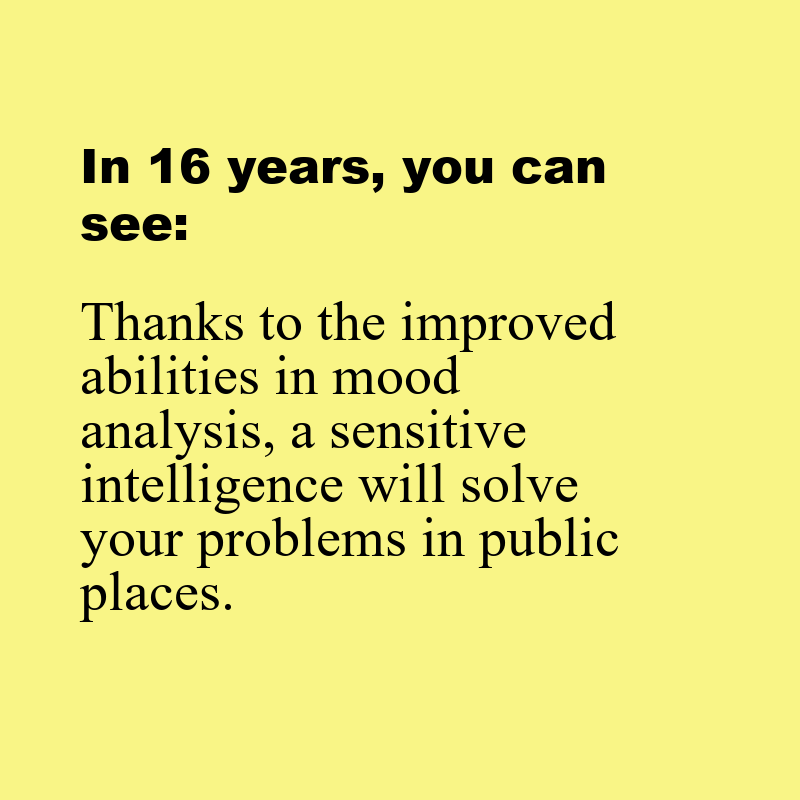 In 16 years, you can
see:
Thanks to the improved
abilities in mood
analysis, a sensitive
intelligence will solve
your problems in public
places.